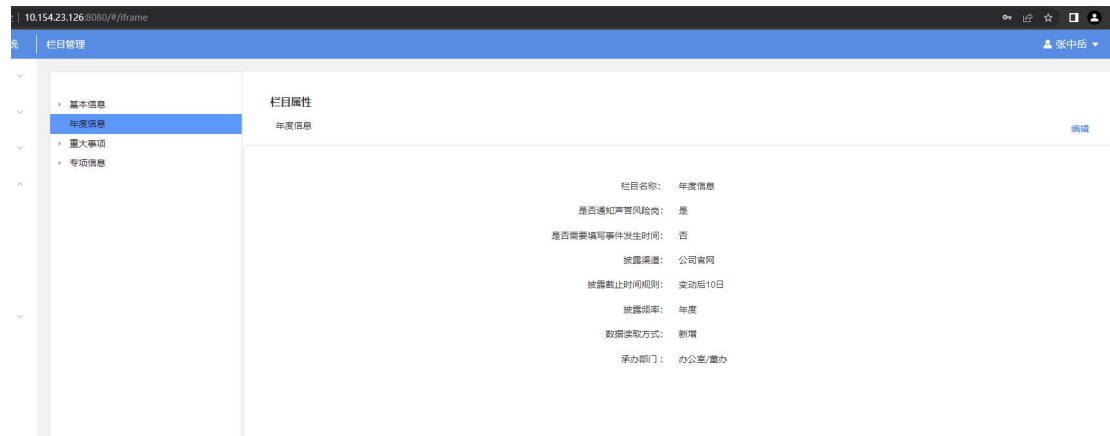 10.154.23.126:8080/#/iframe
统 栏目管理 张中岳
基本信息
年度信息
重大事项
专项信息
栏目属性
年度信息
编辑
栏目名称: 年度信息
是否通知声誉风险岗: 是
是否需要填写事件发生时间: 否
披露渠道: 公司官网
披露截止时间规则: 变动后10日
披露频率: 年度
数据读取方式: 新增
承办部门: 办公室/董办